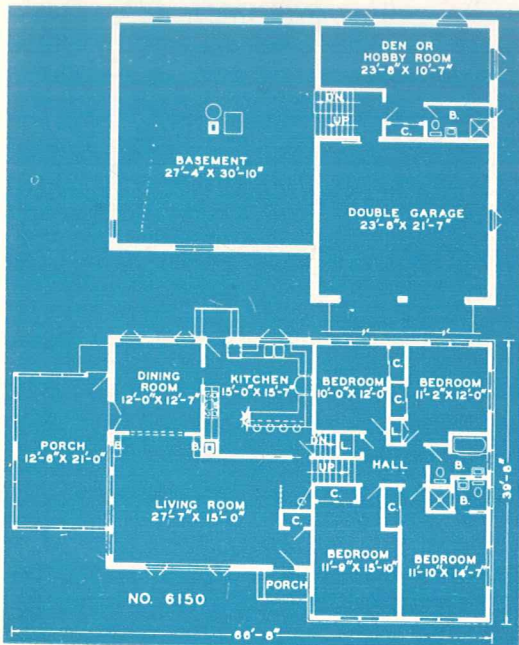 DEN OR
HOBBY ROOM
23'-8" X 10'-7"
DN.
UP
C.
B.
BASEMENT
27'-4" X 30'-10"
DOUBLE GARAGE
23'-8" X 21'-7"
DINING
ROOM
12'-0" X 12'-7"
KITCHEN
15'-0" X 15'-7"
BEDROOM
10'-0" X 12'-0"
C.
C.
BEDROOM
11'-2" X 12'-0"
PORCH
12'-8" X 21'-0"
B.
B.
DN.
L.
L.
UP
HALL
B.
B.
LIVING ROOM
27'-7" X 15'-0"
C.
C.
C.
BEDROOM
11'-9" X 15'-10"
BEDROOM
11'-10" X 14'-7"
PORCH
NO. 6150
39'-8"
66'-8"